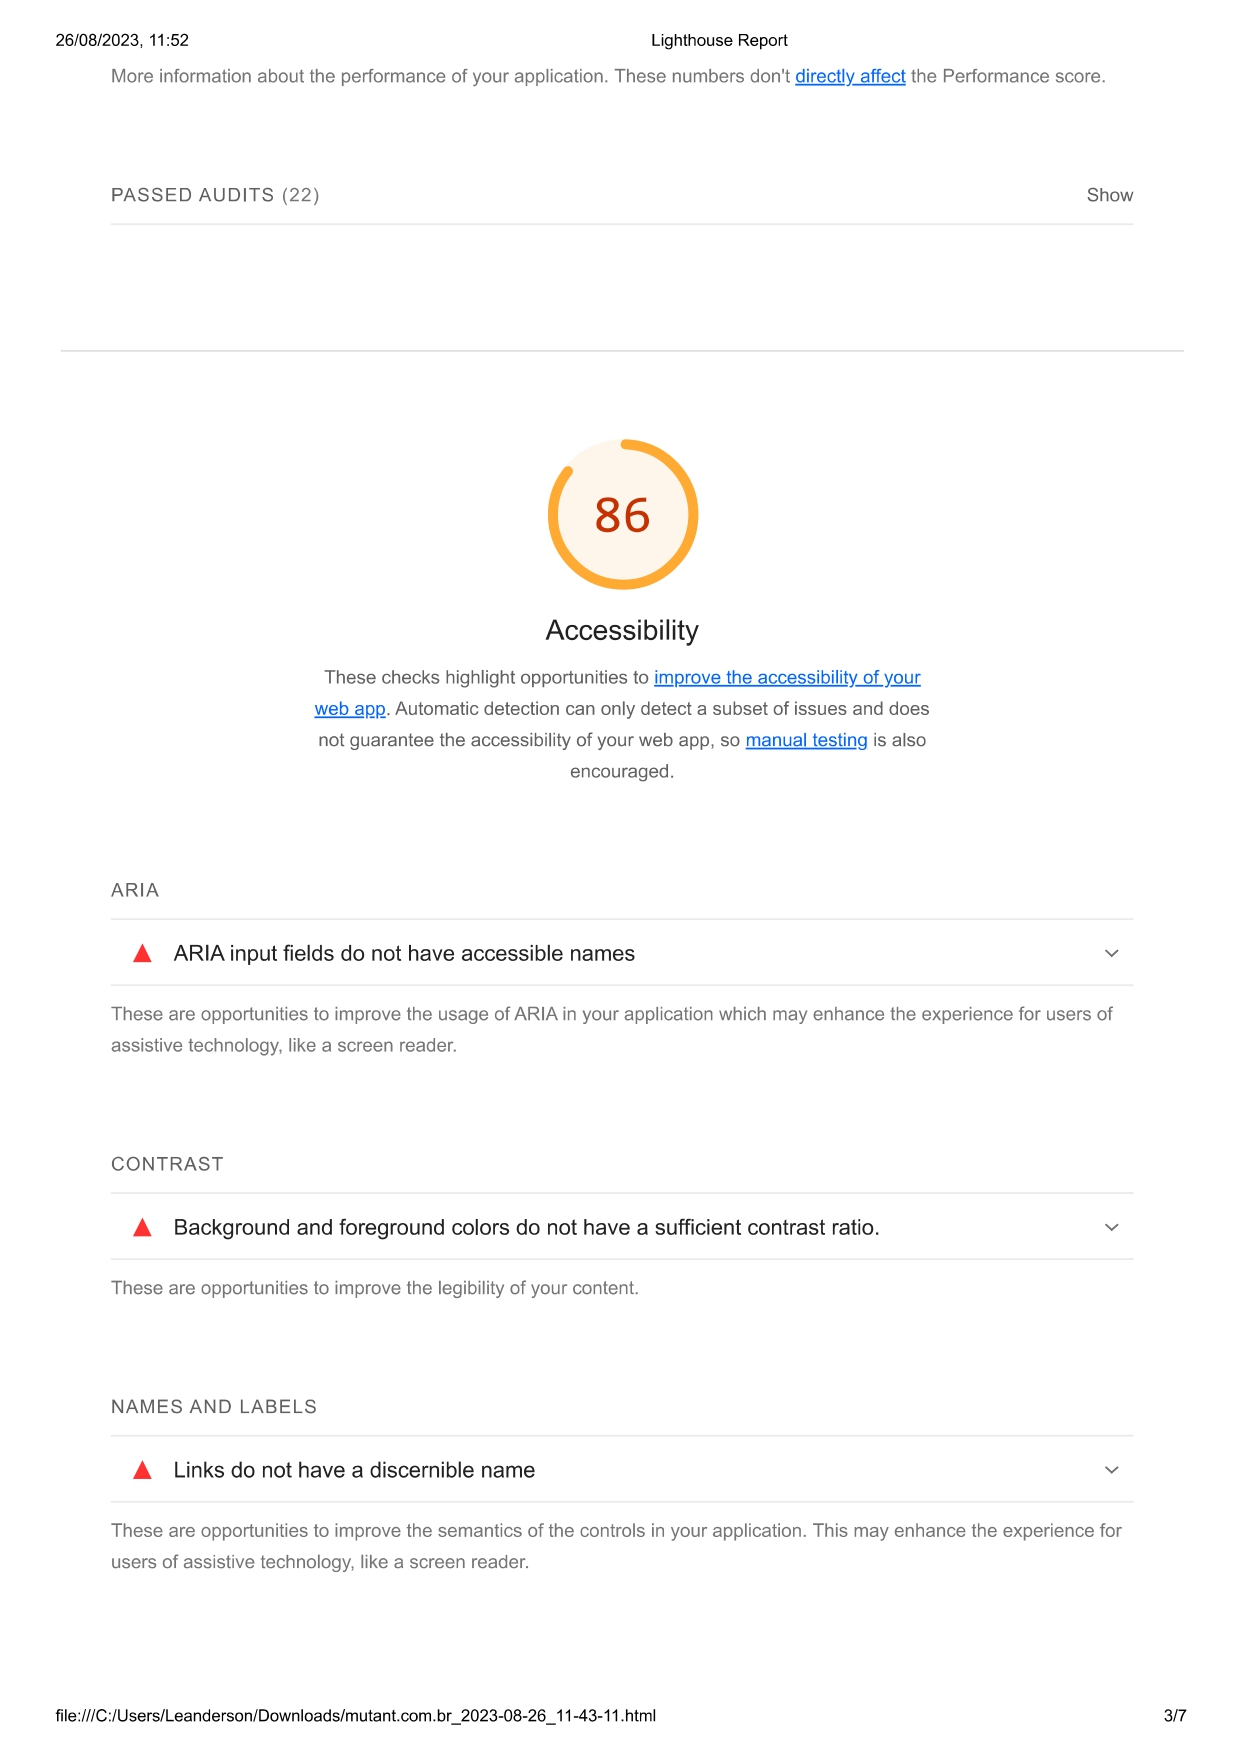 26/08/2023, 11:52 Lighthouse Report
More information about the performance of your application. These numbers don't directly affect the Performance score.
PASSED AUDITS (22) Show
86
Accessibility
These checks highlight opportunities to improve the accessibility of your
web app. Automatic detection can only detect a subset of issues and does
not guarantee the accessibility of your web app, so manual testing is also
encouraged.
ARIA
ARIA input fields do not have accessible names
These are opportunities to improve the usage of ARIA in your application which may enhance the experience for users of
assistive technology, like a screen reader.
CONTRAST
Background and foreground colors do not have a sufficient contrast ratio.
These are opportunities to improve the legibility of your content.
NAMES AND LABELS
Links do not have a discernible name
These are opportunities to improve the semantics of the controls in your application. This may enhance the experience for
users of assistive technology, like a screen reader.
file:///C:/Users/Leanderson/Downloads/mutant.com.br_2023-08-26_11-43-11.html 3/7